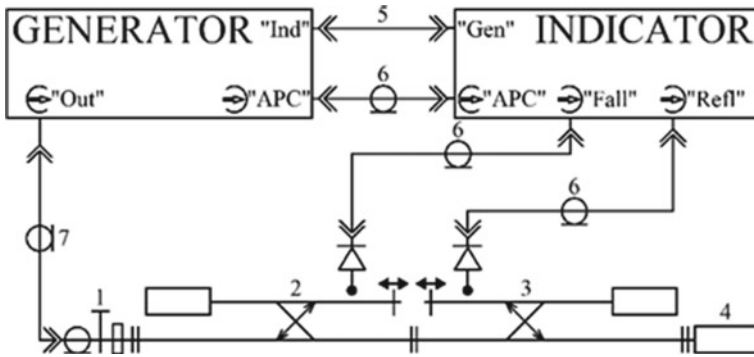 GENERATOR "Ind" 5 "Gen" INDICATOR
6
"Out" "APC" "APC" "Fall" "Refl"
6
6
7
1 2 3 4